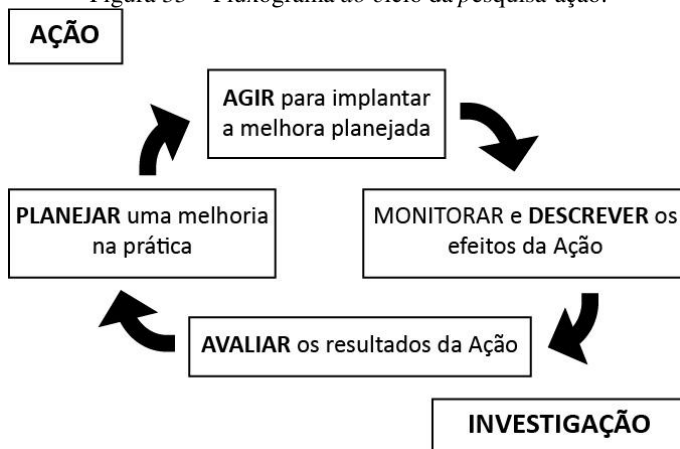 AÇÃO
AGIR para implantar
a melhora planejada
PLANEJAR uma melhoria
na prática
MONITORAR e DESCREVER os
efeitos da Ação
AVALIAR os resultados da Ação
INVESTIGAÇÃO